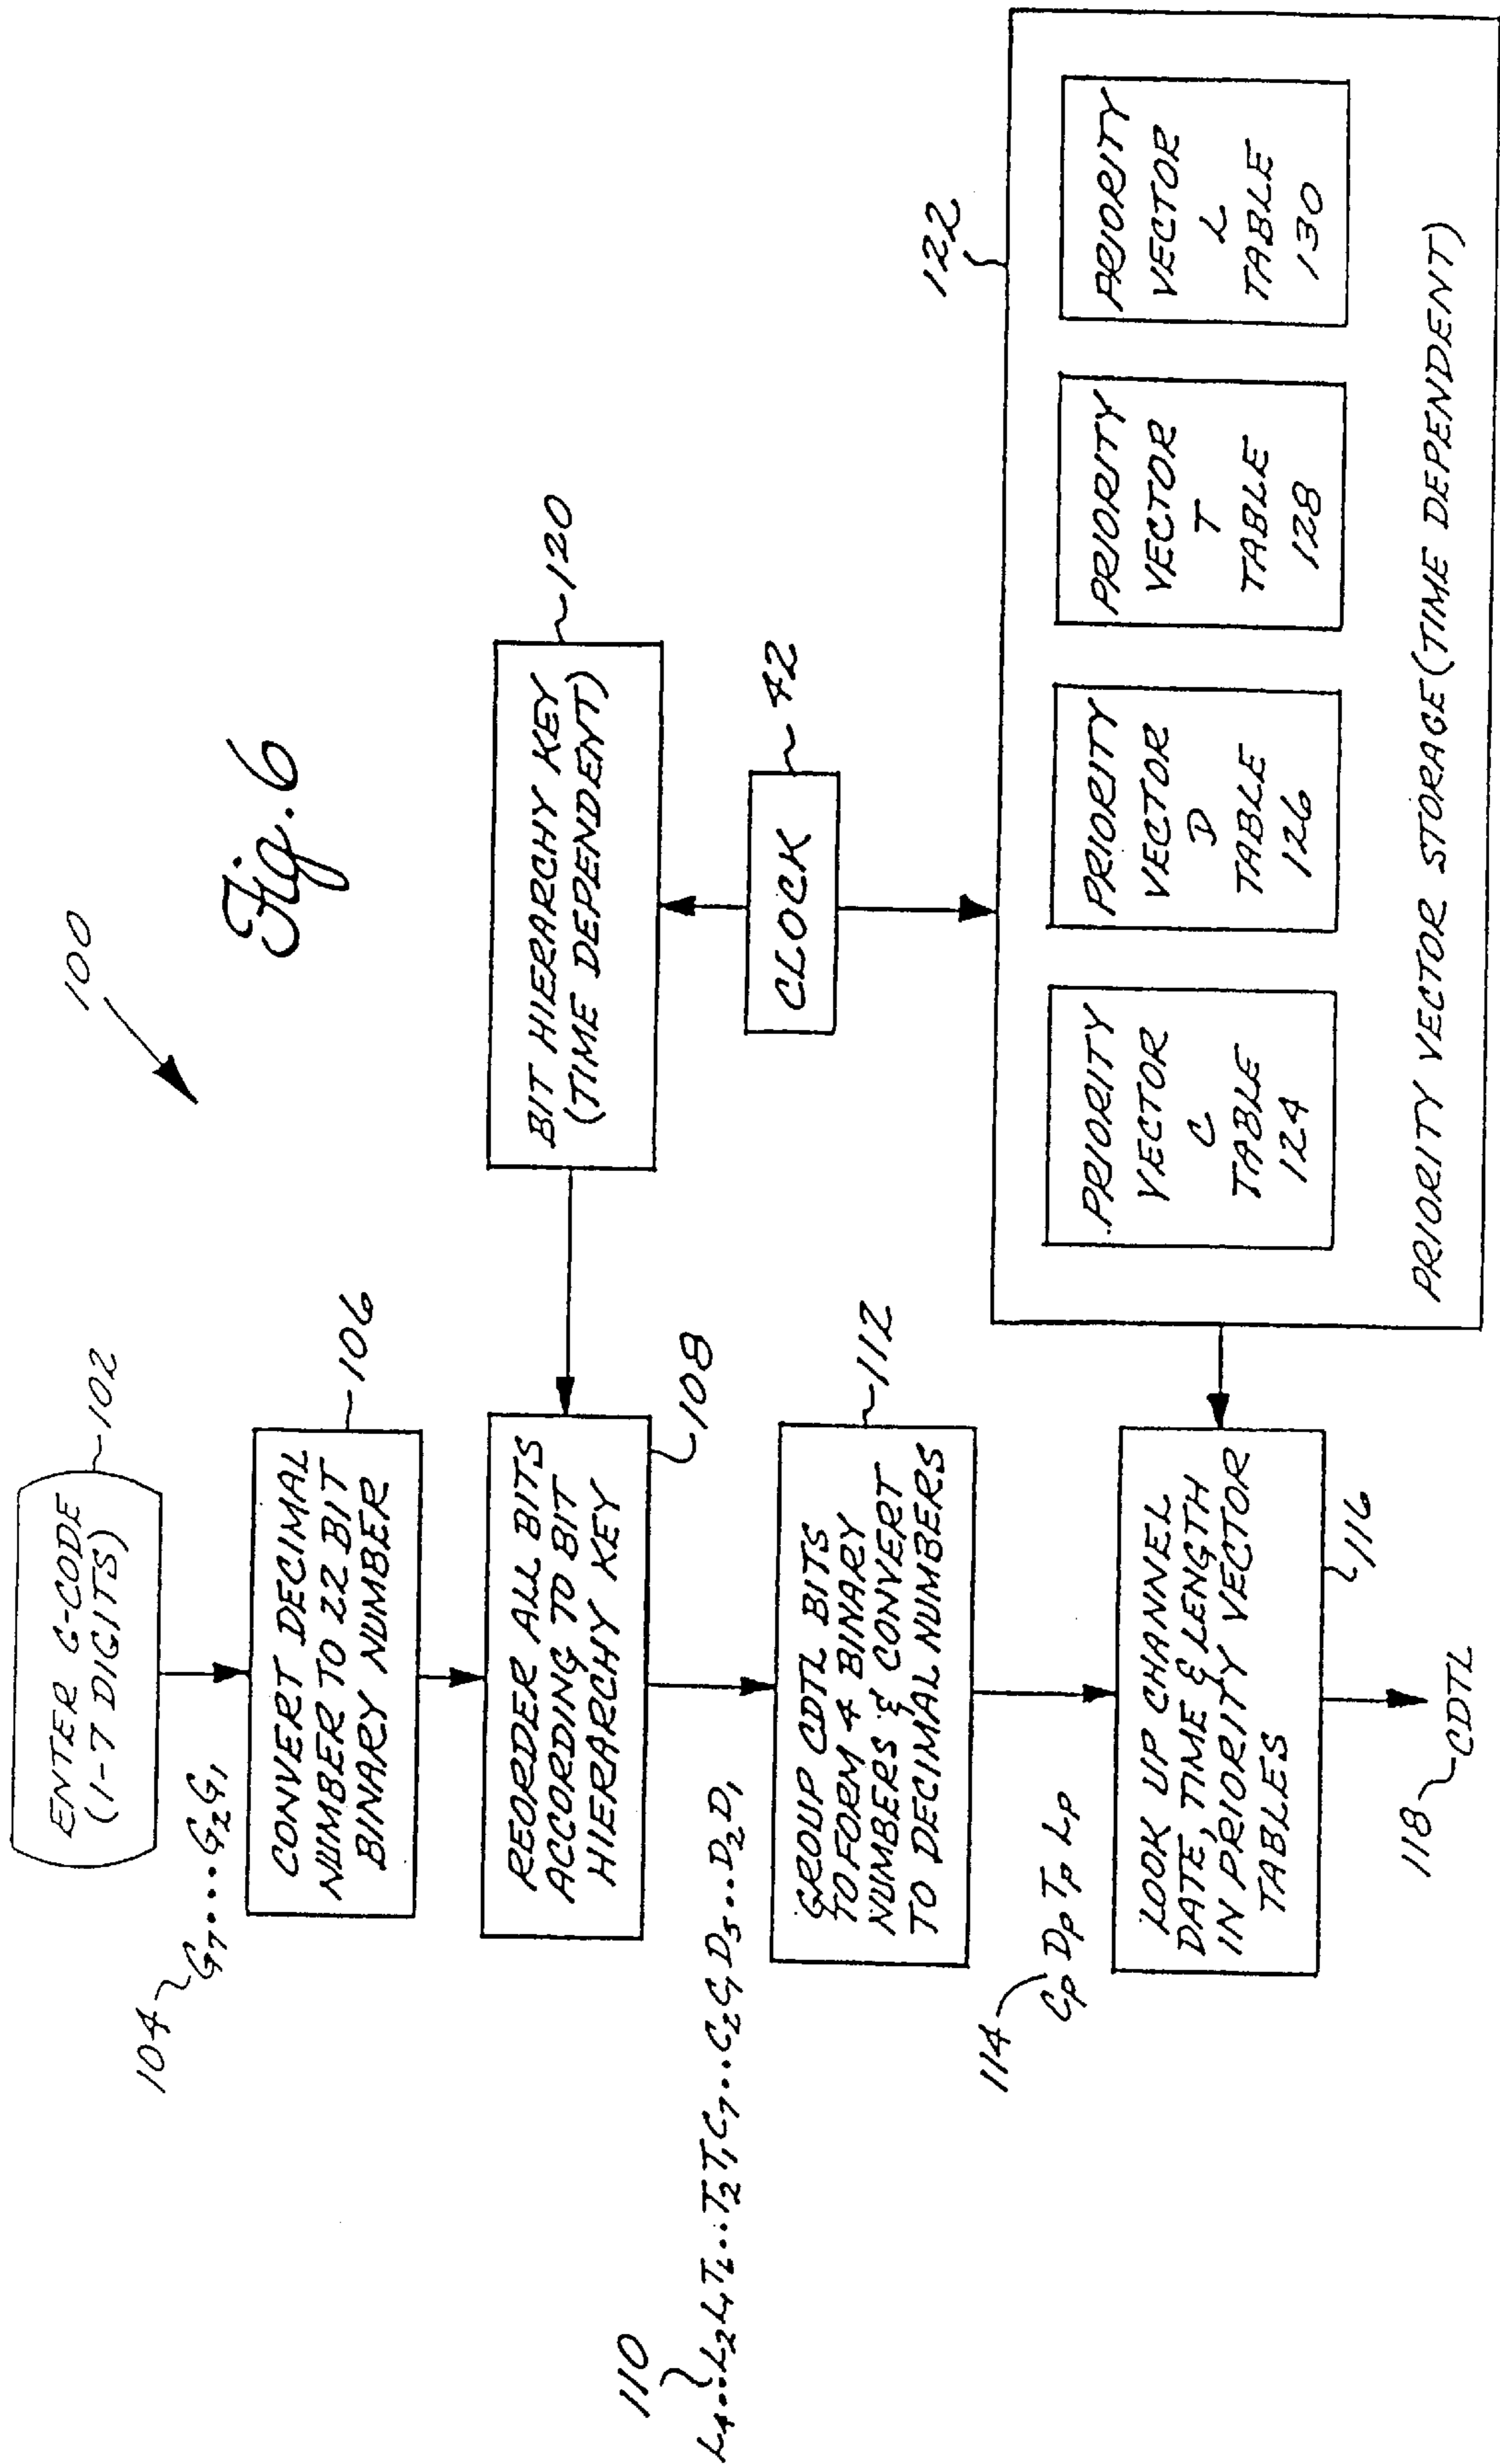 100
Fig. 6
ENTER G-CODE
(1-7 DIGITS)
102
104
G7....G2G1
CONVERT DECIMAL
NUMBER TO 22 BIT
BINARY NUMBER
106
REORDER ALL BITS
ACCORDING TO BIT
HIERARCHY KEY
108
BIT HIERARCHY KEY
(TIME DEPENDENT)
120
CLOCK
42
110
L4...L2L1T6...T2T1C7...C2C1D5...D2D1
GROUP CDTL BITS
TO FORM 4 BINARY
NUMBERS & CONVERT
TO DECIMAL NUMBERS
112
114
Cp Dp Tp Lp
LOOK UP CHANNEL
DATE, TIME & LENGTH
IN PRIORITY VECTOR
TABLES
116
118
CDTL
122
PRIORITY
VECTOR
C
TABLE
124
PRIORITY
VECTOR
D
TABLE
126
PRIORITY
VECTOR
T
TABLE
128
PRIORITY
VECTOR
L
TABLE
130
PRIORITY VECTOR STORAGE (TIME DEPENDENT)